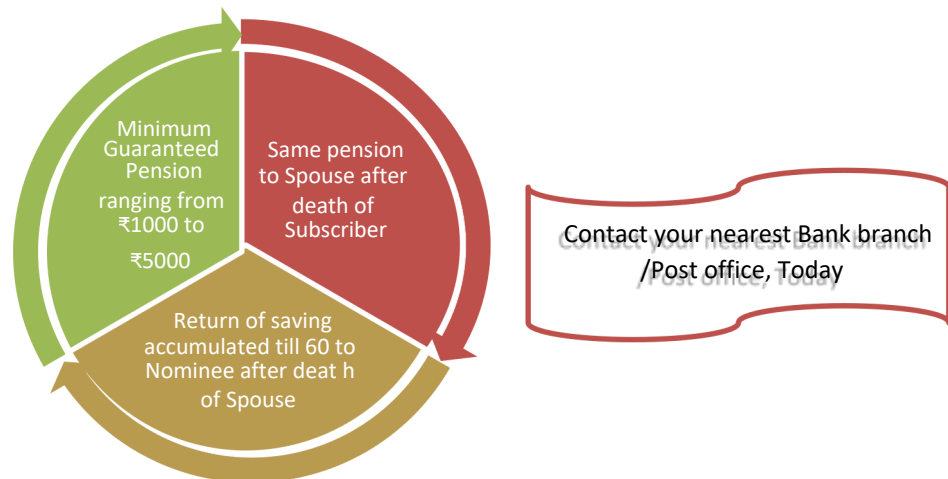 Minimum
Guaranteed
Pension
ranging from
₹1000 to
₹5000
Same pension
to Spouse after
death of
Subscriber
Return of saving
accumulated till 60 to
Nominee after deat h
of Spouse
Contact your nearest Bank branch
/Post office, Today